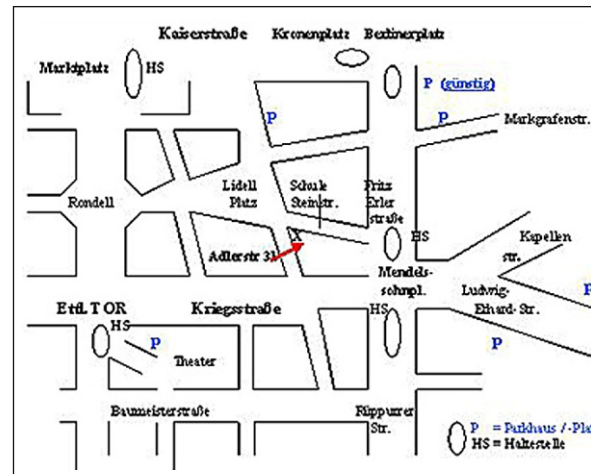 Kaiserstraße
Kronenplatz
Berlinerplatz
Marktplatz
HS
P (günstig)
P
P
Markgrafenstr.
Lidell
Platz
Schule
Steinstr.
Fritz
Erler
straße
Rondell
X
HS
Adlerstr 31
Kapellen
str.
Mendels-
sohnpl.
Ettl. TOR
Kriegsstraße
HS
Ludwig-
Erhard-Str.
P
HS
P
P
Theater
Baumeisterstraße
Rüppurrer
Str.
P = Parkhaus /-Plat
HS = Haltestelle